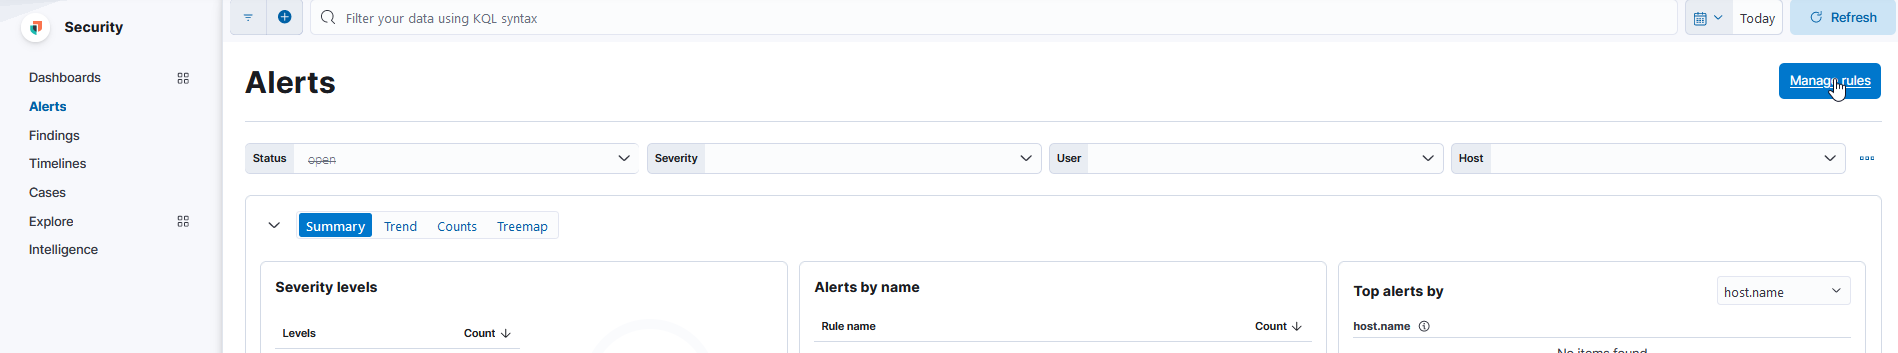 Security
Filter your data using KQL syntax
Today
Refresh
Dashboards
Alerts
Findings
Timelines
Cases
Explore
Intelligence
Alerts
Manage rules
Status
open
Severity
User
Host
Summary
Trend
Counts
Treemap
Severity levels
Levels
Count
Alerts by name
Rule name
Count
Top alerts by
host.name
host.name
No items found